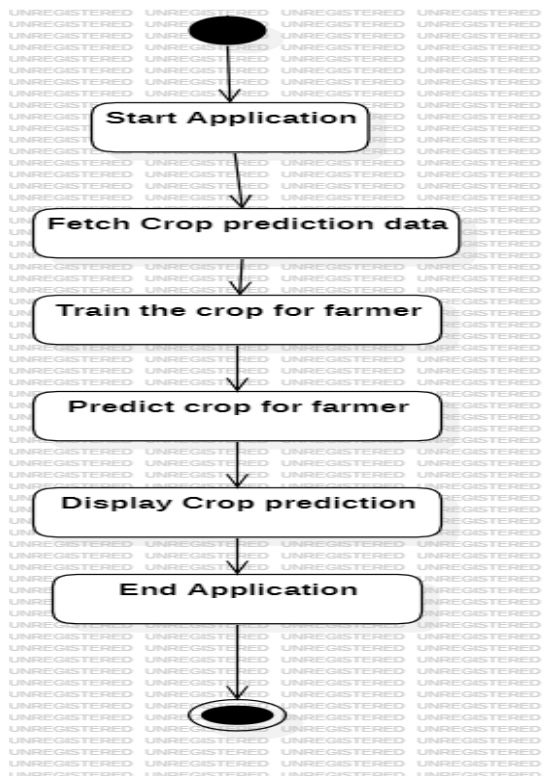 Start Application
Fetch Crop prediction data
Train the crop for farmer
Predict crop for farmer
Display Crop prediction
End Application
UNREGISTERED